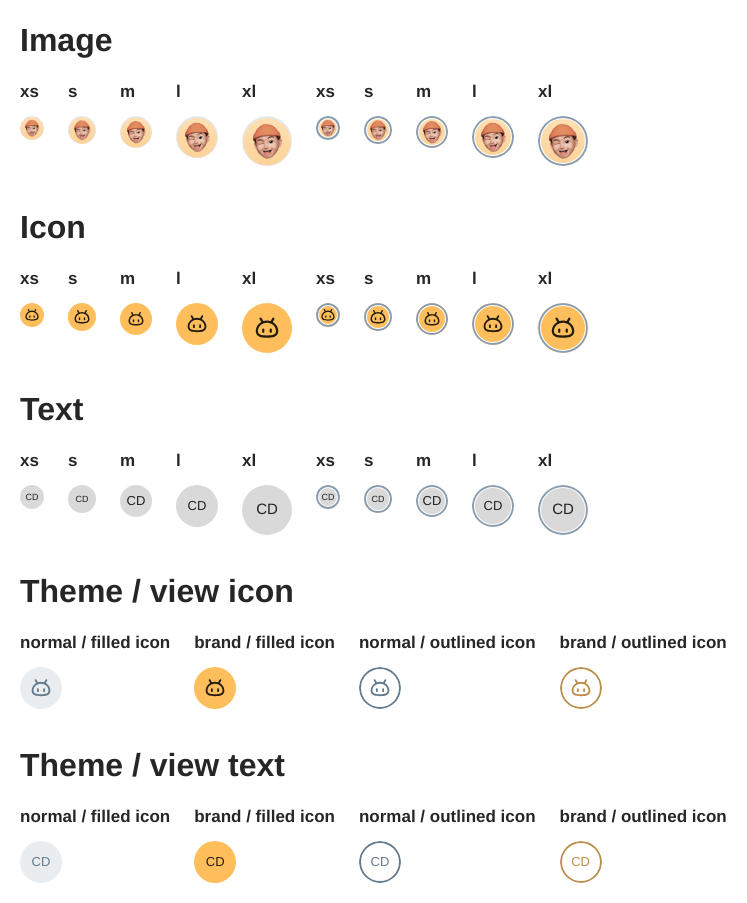 Image
xs s m l xl xs s m l xl
Icon
xs s m l xl xs s m l xl
Text
xs s m l xl xs s m l xl
CD CD CD CD CD CD CD CD CD CD
Theme / view icon
normal / filled icon brand / filled icon normal / outlined icon brand / outlined icon
Theme / view text
normal / filled icon brand / filled icon normal / outlined icon brand / outlined icon
CD CD CD CD